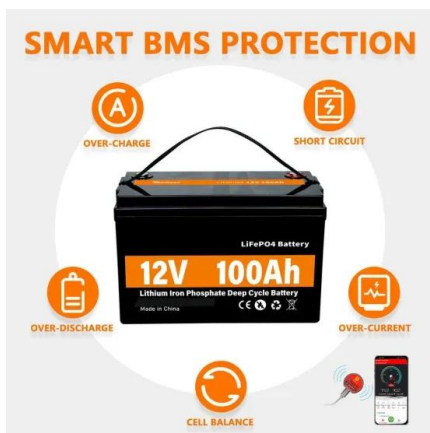 SMART BMS PROTECTION
A
OVER-CHARGE
SHORT CIRCUIT
LiFePO4 Battery
12V 100Ah
Lithium Iron Phosphate Deep Cycle Battery
Made in China
CE
OVER-DISCHARGE
OVER-CURRENT
CELL BALANCE